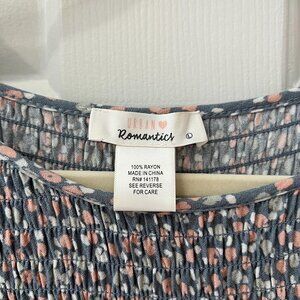 URBAN
Romantics
L
100% RAYON
MADE IN CHINA
RN# 141178
SEE REVERSE
FOR CARE